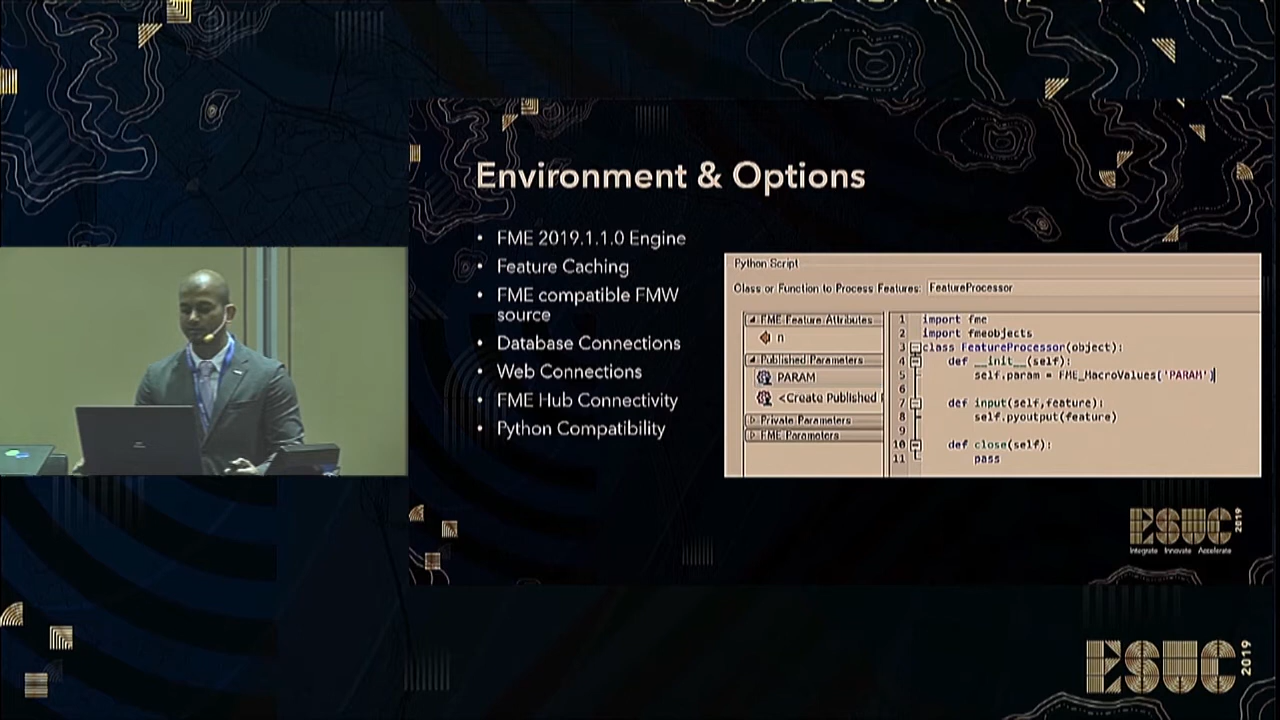 Environment & Options
• FME 2019.1.1.0 Engine
• Feature Caching
• FME compatible FMW
source
• Database Connections
• Web Connections
• FME Hub Connectivity
• Python Compatibility
Python Script
Class or Function to Process Features: FeatureProcessor
FME Feature Attributes
n
Published Parameters
PARAM
<Create Published
Private Parameters
FME Parameters
1 import fme
2 import fmeobjects
3 class FeatureProcessor(object):
4 def __init__(self):
5 self.param = FME_MacroValues['PARAM']
6
7 def input(self,feature):
8 self.pyoutput(feature)
9
10 def close(self):
11 pass
ESUC 2019
Integrate Innovate Accelerate
ESUC 2019